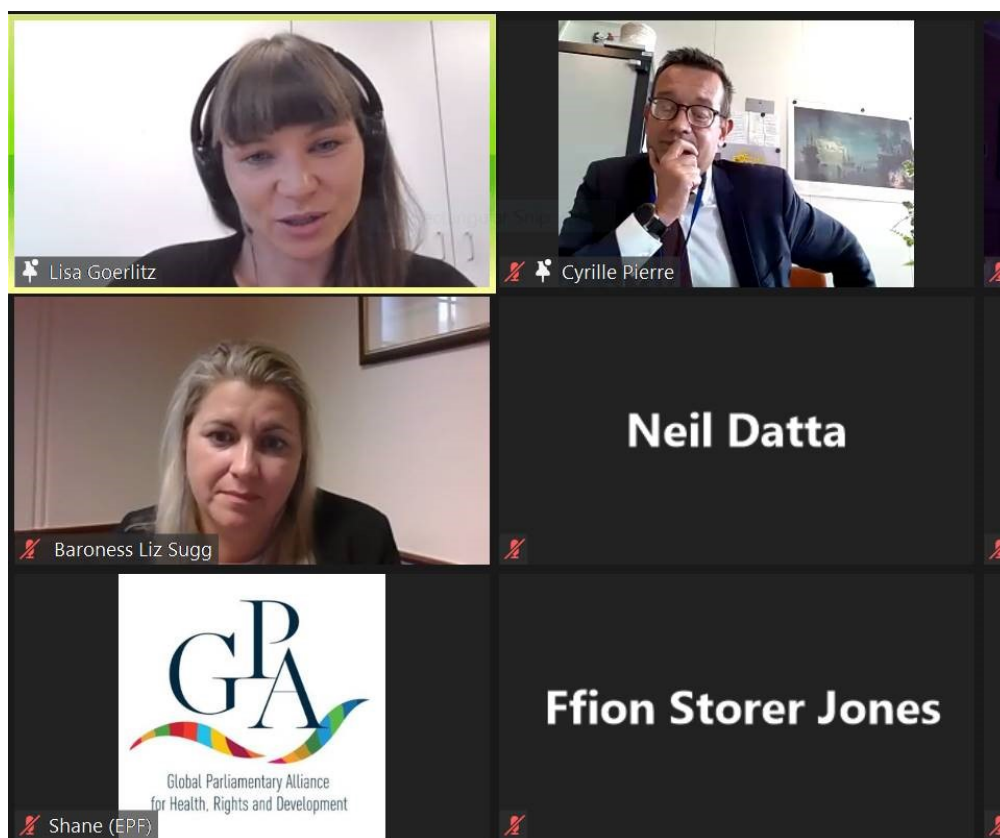 Lisa Goerlitz
Cyrille Pierre
Baroness Liz Sugg
Neil Datta
GPA
Global Parliamentary Alliance
for Health, Rights and Development
Shane (EPF)
Ffion Storer Jones